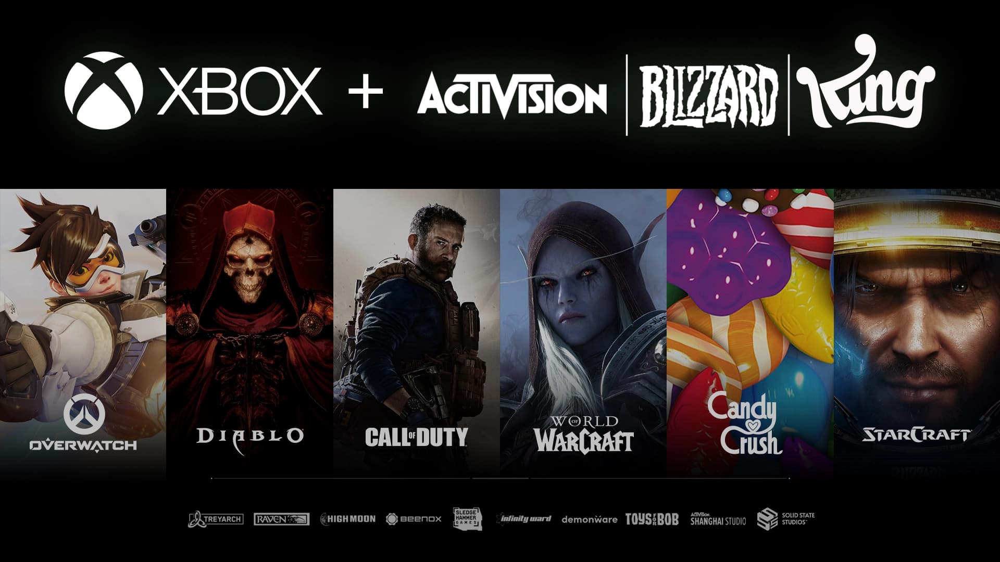 XBOX + ACTIVISION | BLIZZARD | King
39
OVERWATCH
DIABLO
CALL OF DUTY
WORLD OF WARCRAFT
Candy Crush
STARCRAFT
TREYARCH
RAVEN
HIGH MOON
BEENOX
SLEDGE HAMMER GAMES
infinity ward
demonware
TOYS FOR BOB
ACTIVISION SHANGHAI STUDIO
SOLID STATE STUDIOS